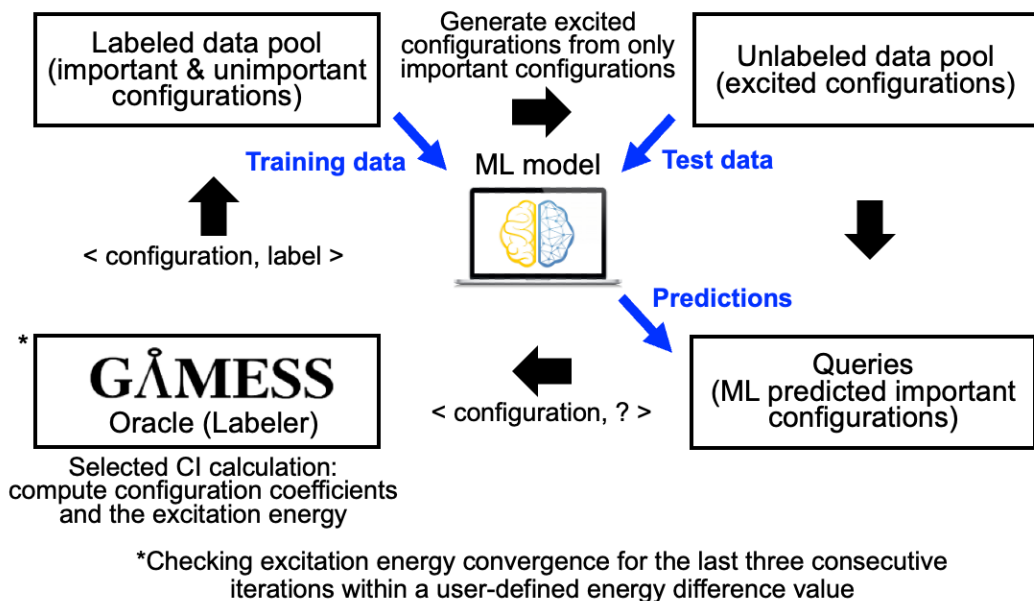 Labeled data pool
(important & unimportant
configurations)
Generate excited
configurations from only
important configurations
Unlabeled data pool
(excited configurations)
Training data
ML model
Test data
< configuration, label >
Predictions
*
GAMESS
Oracle (Labeler)
< configuration, ? >
Queries
(ML predicted important
configurations)
Selected CI calculation:
compute configuration coefficients
and the excitation energy
*Checking excitation energy convergence for the last three consecutive
iterations within a user-defined energy difference value